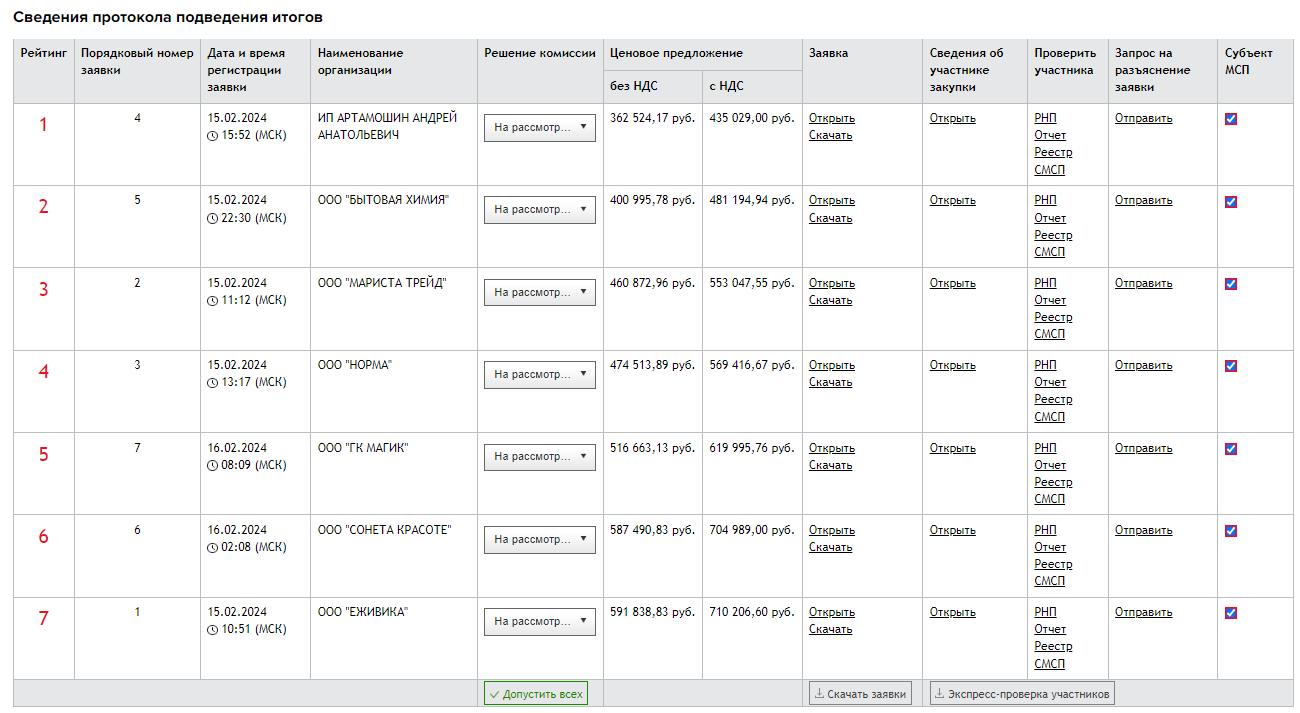 Сведения протокола подведения итогов
Рейтинг Порядковый номер заявки Дата и время регистрации заявки Наименование организации Решение комиссии Ценовое предложение Заявка Сведения об участнике закупки Проверить участника Запрос на разъяснение заявки Субъект МСП
без НДС с НДС
1 4 15.02.2024 ИП АРТАМОШИН АНДРЕЙ На рассмотр... 362 524,17 руб. 435 029,00 руб. Открыть Открыть РНП Отправить
15:52 (МСК) АНАТОЛЬЕВИЧ Скачать Отчет
Реестр
СМСП
2 5 15.02.2024 ООО "БЫТОВАЯ ХИМИЯ" На рассмотр... 400 995,78 руб. 481 194,94 руб. Открыть Открыть РНП Отправить
22:30 (МСК) Скачать Отчет
Реестр
СМСП
3 2 15.02.2024 ООО "МАРИСТА ТРЕЙД" На рассмотр... 460 872,96 руб. 553 047,55 руб. Открыть Открыть РНП Отправить
11:12 (МСК) Скачать Отчет
Реестр
СМСП
4 3 15.02.2024 ООО "НОРМА" На рассмотр... 474 513,89 руб. 569 416,67 руб. Открыть Открыть РНП Отправить
13:17 (МСК) Скачать Отчет
Реестр
СМСП
5 7 16.02.2024 ООО "ГК МАГИК" На рассмотр... 516 663,13 руб. 619 995,76 руб. Открыть Открыть РНП Отправить
08:09 (МСК) Скачать Отчет
Реестр
СМСП
6 6 16.02.2024 ООО "СОНЕТА КРАСОТЕ" На рассмотр... 587 490,83 руб. 704 989,00 руб. Открыть Открыть РНП Отправить
02:08 (МСК) Скачать Отчет
Реестр
СМСП
7 1 15.02.2024 ООО "ЕЖИВИКА" На рассмотр... 591 838,83 руб. 710 206,60 руб. Открыть Открыть РНП Отправить
10:51 (МСК) Скачать Отчет
Реестр
СМСП
Допустить всех Скачать заявки Экспресс-проверка участников